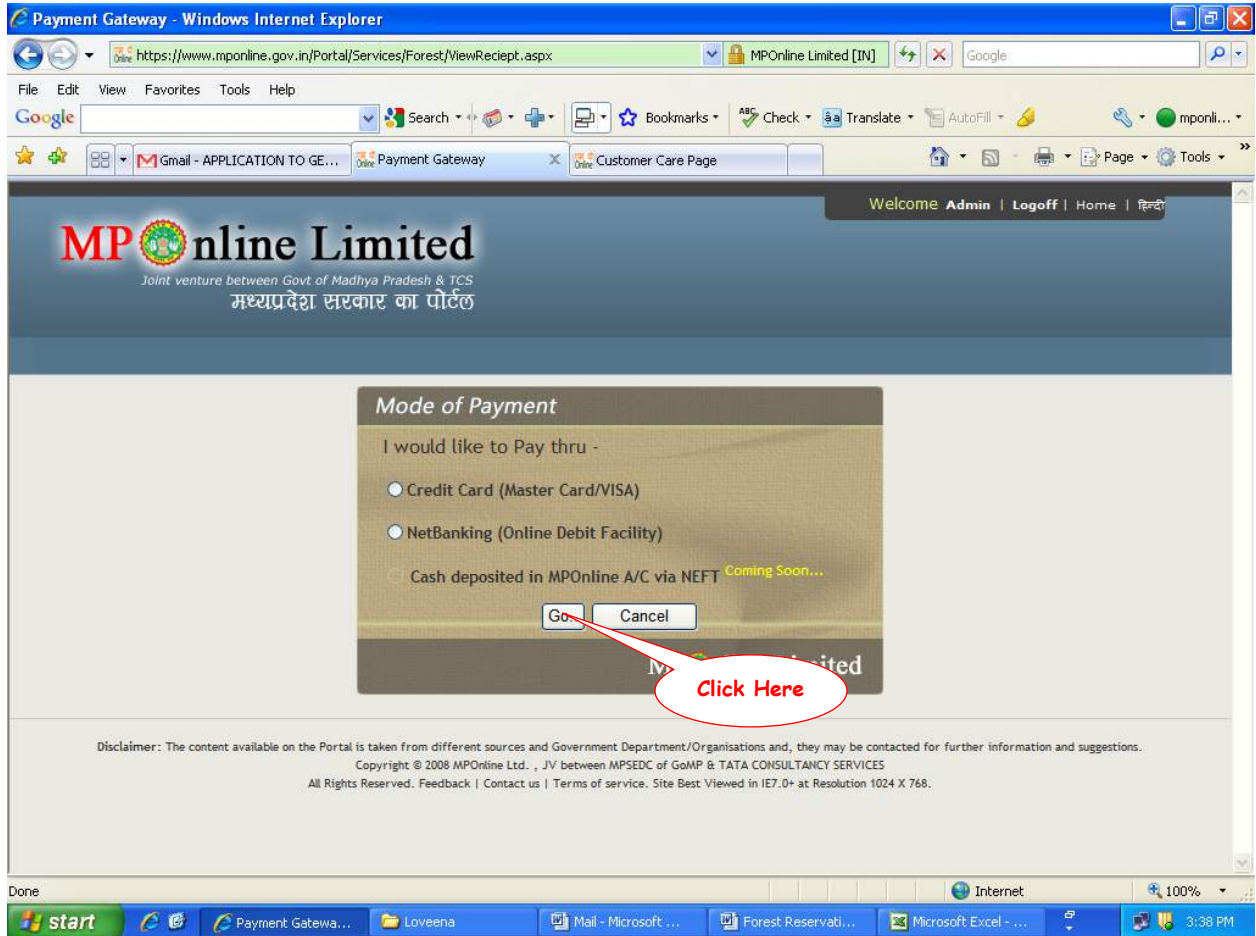 Payment Gateway - Windows Internet Explorer
https://www.mponline.gov.in/Portal/Services/Forest/ViewReciept.aspx
MPOnline Limited [IN]
Google
File Edit View Favorites Tools Help
Google
Search
Bookmarks
Check
Translate
AutoFill
mponli...
Gmail - APPLICATION TO GE...
Payment Gateway
Customer Care Page
Page
Tools
Welcome Admin | Logoff | Home | हिन्दी
MPOnline Limited
Joint venture between Govt of Madhya Pradesh & TCS
मध्यप्रदेश सरकार का पोर्टल
Mode of Payment
I would like to Pay thru -
Credit Card (Master Card/VISA)
NetBanking (Online Debit Facility)
Cash deposited in MPOnline A/C via NEFT Coming Soon...
Cancel
Click Here
Disclaimer: The content available on the Portal is taken from different sources and Government Department/Organisations and, they may be contacted for further information and suggestions.
Copyright © 2008 MPOnline Ltd. , JV between MPSEDC of GoMP & TATA CONSULTANCY SERVICES
All Rights Reserved. Feedback | Contact us | Terms of service. Site Best Viewed in IE7.0+ at Resolution 1024 X 768.
Done
Internet
100%
start
Payment Gatewa...
Loveena
Mail - Microsoft ...
Forest Reservati...
Microsoft Excel - ...
3:38 PM